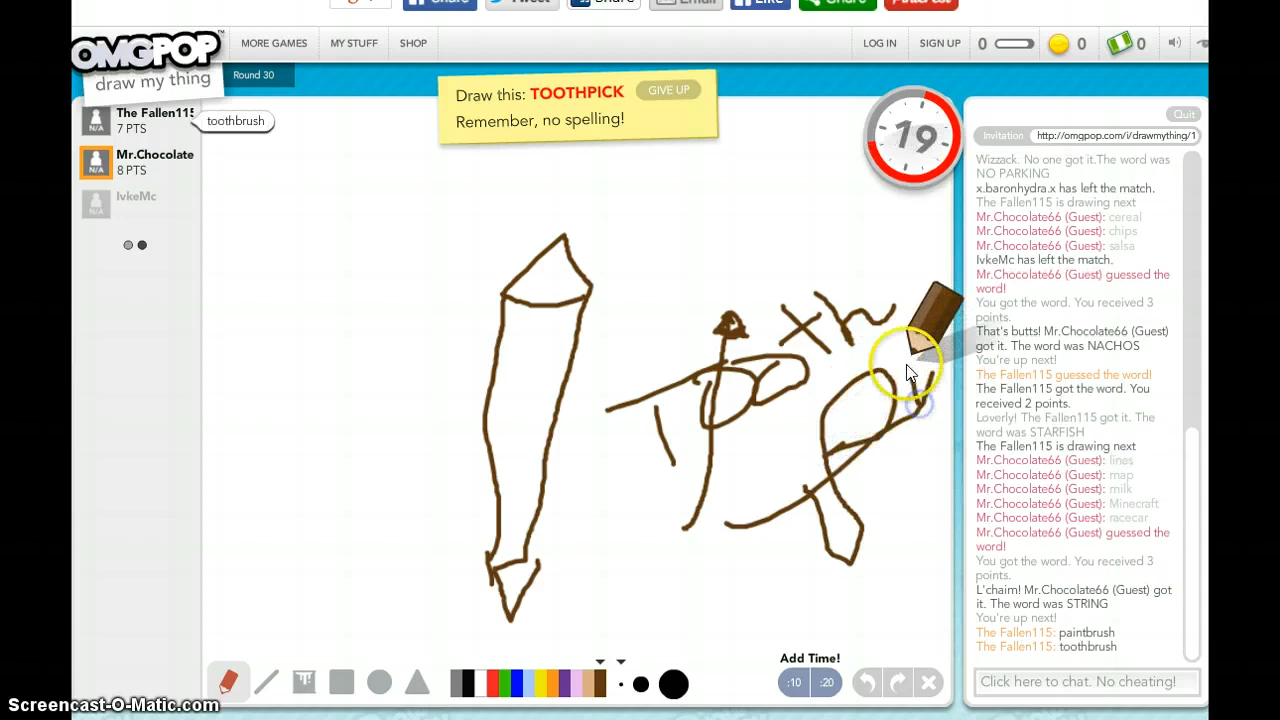 Share
Tweet
Share
Email
Like
Share
Pinterest
OMGPOP
draw my thing
MORE GAMES
MY STUFF
SHOP
LOG IN
SIGN UP
0
0
0
Round 30
Draw this: TOOTHPICK
GIVE UP
Remember, no spelling!
19
N/A
The Fallen115
7 PTS
toothbrush
N/A
Mr.Chocolate
8 PTS
N/A
IvkeMc
Quit
Invitation
http://omgpop.com/i/drawmything/1
Wizzack. No one got it.The word was
NO PARKING
x.baronhydra.x has left the match.
The Fallen115 is drawing next
Mr.Chocolate66 (Guest): cereal
Mr.Chocolate66 (Guest): chips
Mr.Chocolate66 (Guest): salsa
IvkeMc has left the match.
Mr.Chocolate66 (Guest) guessed the
word!
You got the word. You received 3
points.
That's butts! Mr.Chocolate66 (Guest)
got it. The word was NACHOS
You're up next!
The Fallen115 guessed the word!
The Fallen115 got the word. You
received 2 points.
Loverly! The Fallen115 got it. The
word was STARFISH
The Fallen115 is drawing next
Mr.Chocolate66 (Guest): lines
Mr.Chocolate66 (Guest): map
Mr.Chocolate66 (Guest): milk
Mr.Chocolate66 (Guest): Minecraft
Mr.Chocolate66 (Guest): racecar
Mr.Chocolate66 (Guest) guessed the
word!
You got the word. You received 3
points.
L'chaim! Mr.Chocolate66 (Guest) got
it. The word was STRING
You're up next!
The Fallen115: paintbrush
The Fallen115: toothbrush
Click here to chat. No cheating!
Add Time!
:10
:20
T
Screencast-O-Matic.com